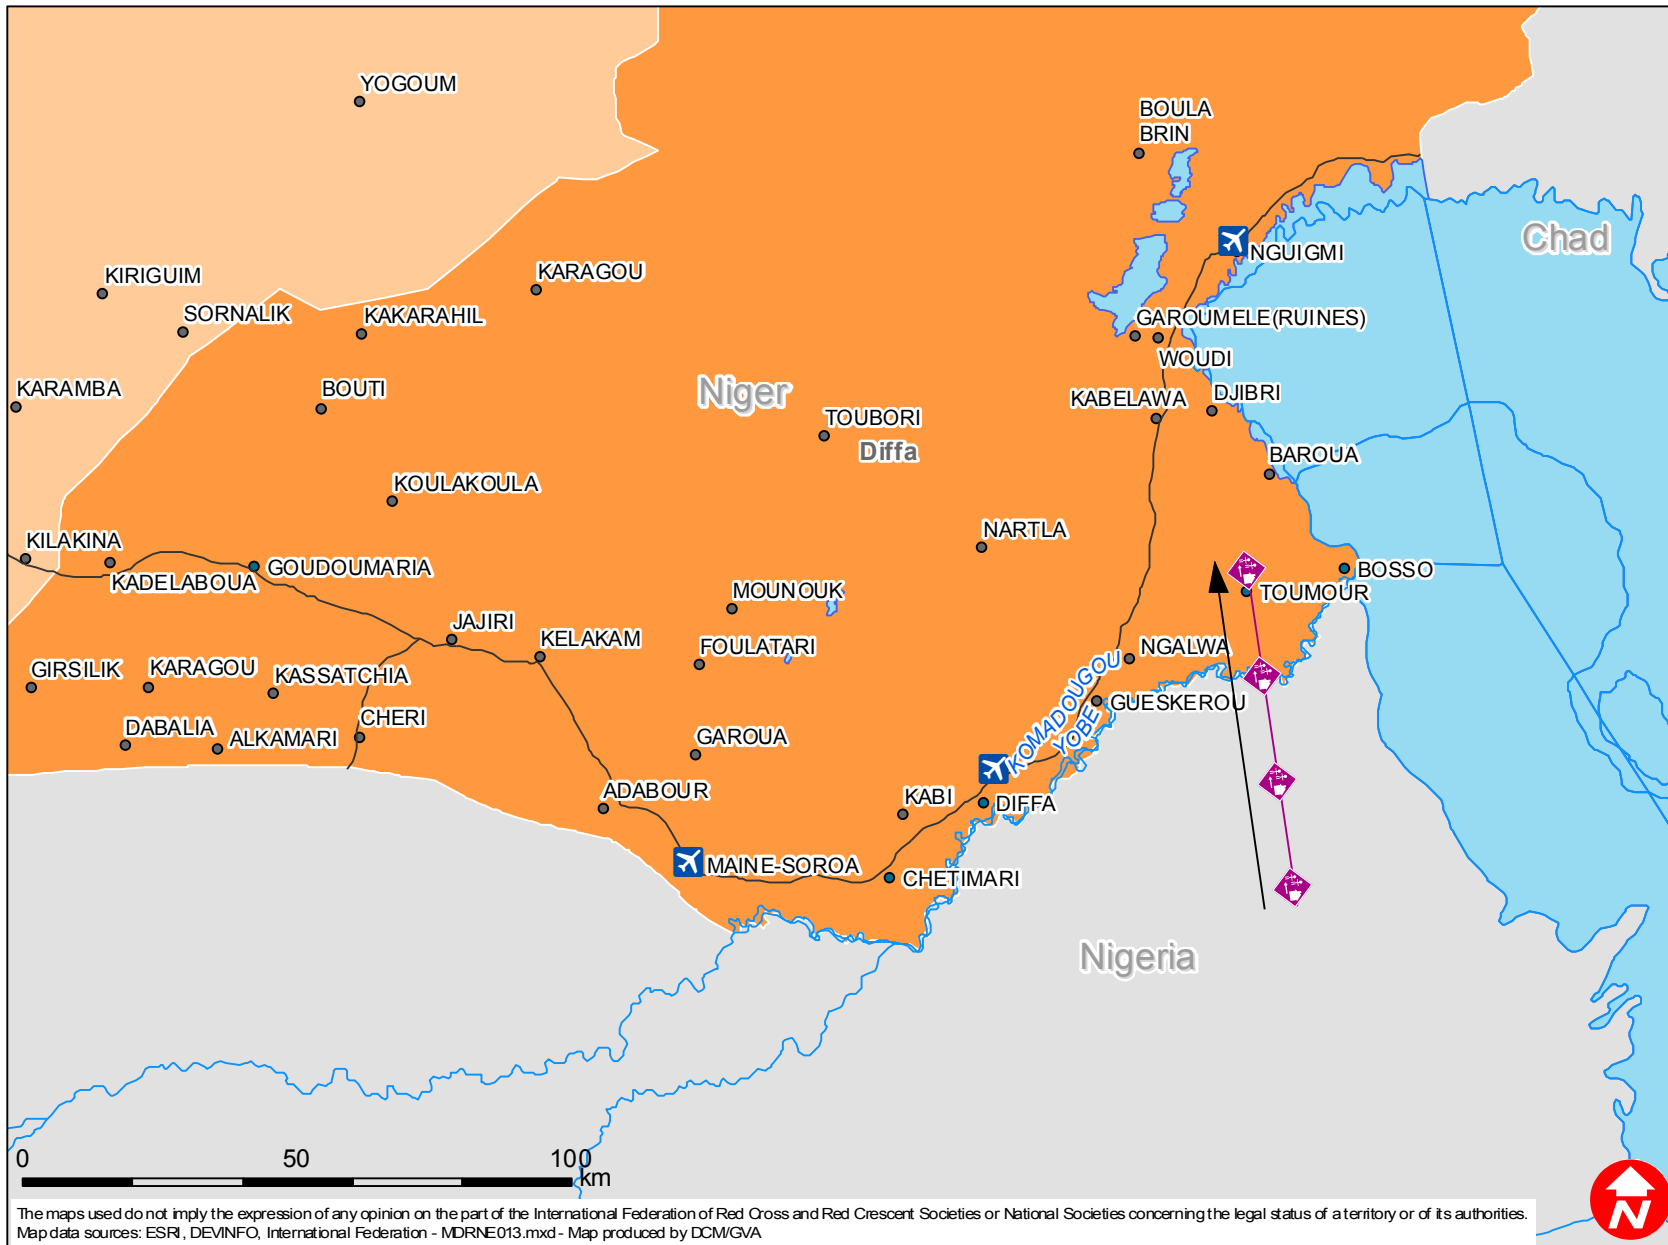 YOGOUM
BOULA
BRIN
Chad
NGUIGMI
KARAGOU
KIRIGUIM
SORNALIK
KAKARAHIL
GAROUMELE(RUINES)
WOUDI
KARAMBA
BOUTI
Niger
KABELAWA
DJIBRI
TOUBORI
Diffa
BAROUA
KOULAKOULA
NARTLA
KILAKINA
KADELABOUA
GOUDOUMARIA
BOSSO
MOUNOUK
TOUMOUR
JAJIRI
KELAKAM
FOULATARI
NGALWA
GIRSILIK
KARAGOU
KASSATCHIA
GUESKEROU
KOMADOUGOU
YOBE
DABALIA
ALKAMARI
CHERI
GAROUA
ADABOUR
KABI
DIFFA
MAINE-SOROA
CHETIMARI
Nigeria
0 50 100
km
N
The maps used do not imply the expression of any opinion on the part of the International Federation of Red Cross and Red Crescent Societies or National Societies concerning the legal status of a territory or of its authorities.
Map data sources: ESRI, DEVINFO, International Federation - MDRNE013.mxd - Map produced by DCM/GVA